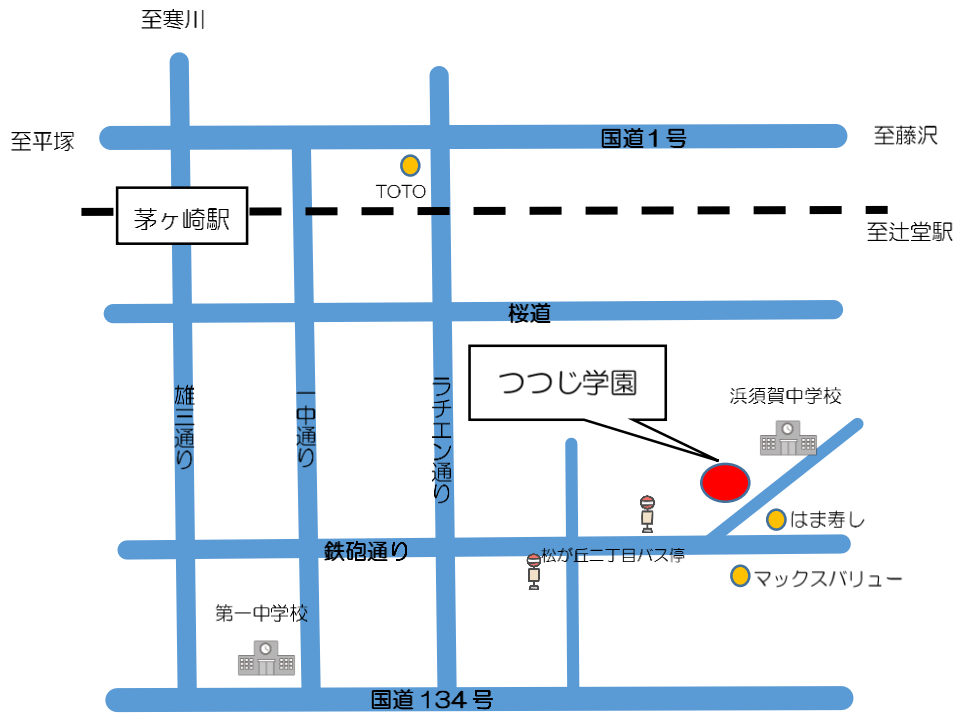 至寒川
国道1号
至平塚
至藤沢
TOTO
茅ヶ崎駅
至辻堂駅
桜道
つつじ学園
雄三通り
一中通り
ラチエン通り
浜須賀中学校
はま寿し
鉄砲通り
松が丘二丁目バス停
マックスバリュー
第一中学校
国道134号